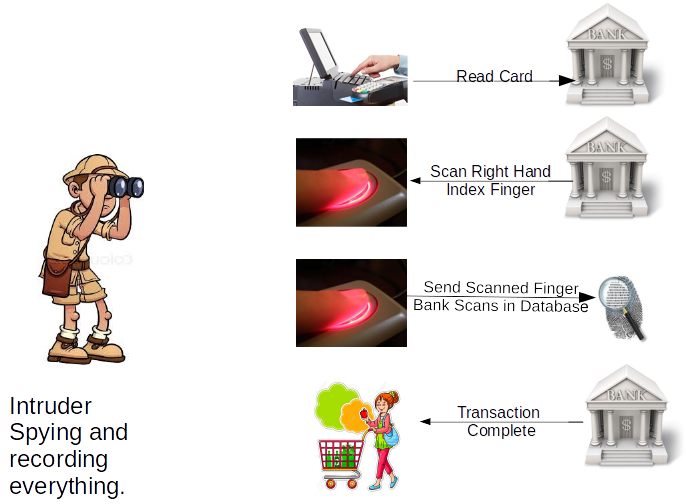 BANK
Read Card
BANK
Scan Right Hand
Index Finger
Send Scanned Finger
Bank Scans in Database
Transaction
Complete
BANK
Intruder
Spying and
recording
everything.